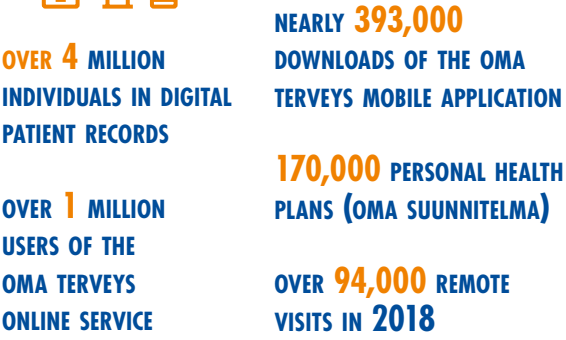 OVER 4 MILLION
INDIVIDUALS IN DIGITAL
PATIENT RECORDS
OVER 1 MILLION
USERS OF THE
OMA TERVEYS
ONLINE SERVICE
NEARLY 393,000
DOWNLOADS OF THE OMA
TERVEYS MOBILE APPLICATION
170,000 PERSONAL HEALTH
PLANS (OMA SUUNNITELMA)
OVER 94,000 REMOTE
VISITS IN 2018